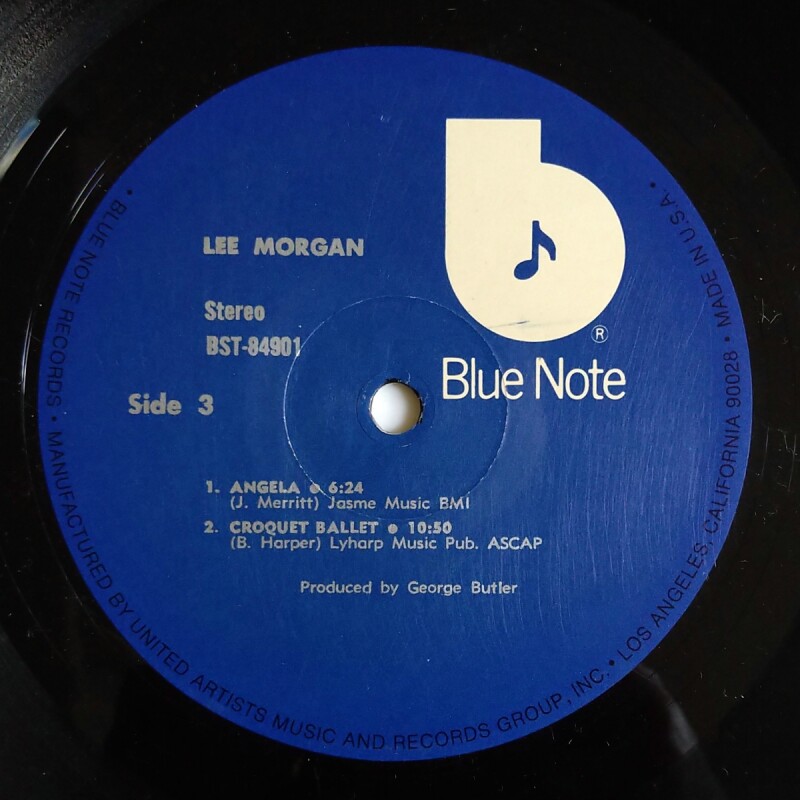 LEE MORGAN
Stereo
BST-84901
Side 3
®
Blue Note
1. ANGELA ● 6:24
(J. Merritt) Jasme Music BMI
2. CROQUET BALLET ● 10:50
(B. Harper) Lyharp Music Pub. ASCAP
Produced by George Butler
• BLUE NOTE RECORDS • MANUFACTURED BY UNITED ARTISTS MUSIC AND RECORDS GROUP, INC. • LOS ANGELES, CALIFORNIA 90028 • MADE IN U.S.A. •